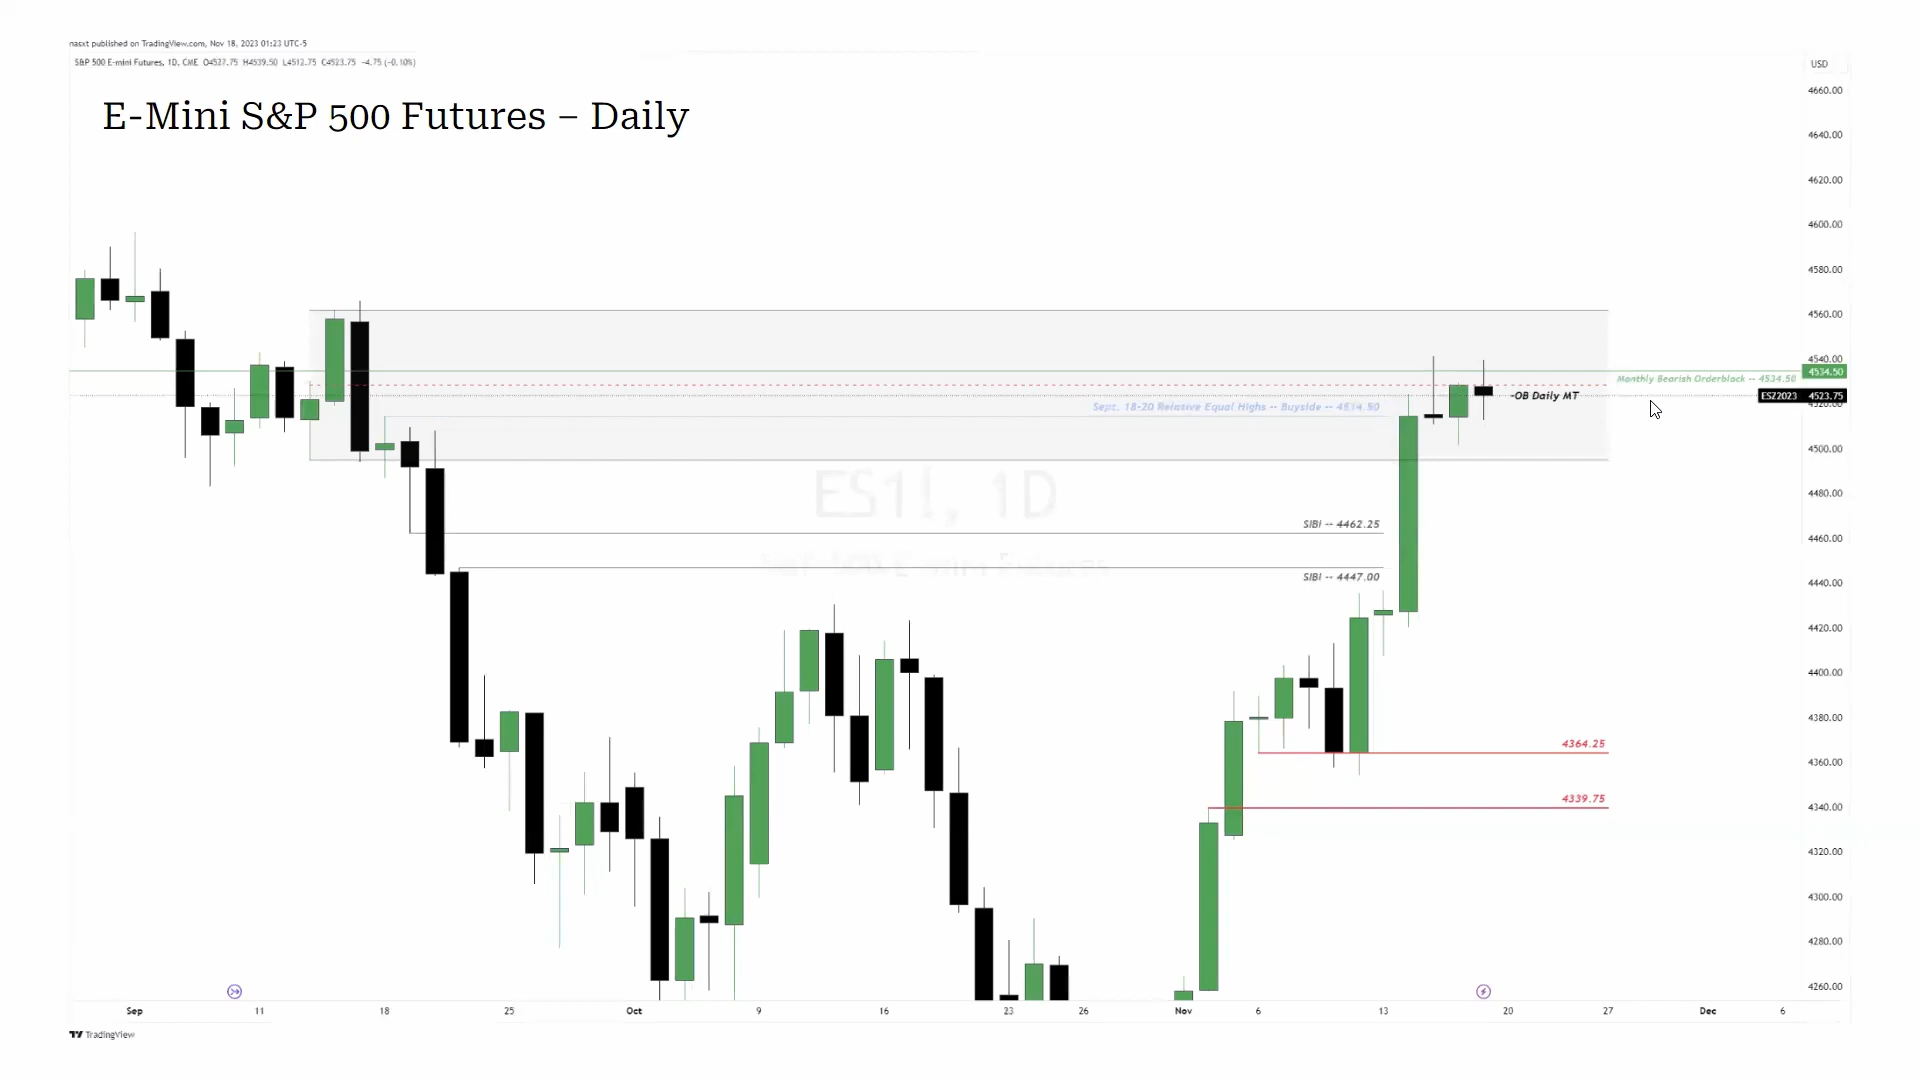 nasxt published on TradingView.com, Nov 18, 2023 01:23 UTC-5
S&P 500 E-mini Futures, 1D, CME O4527.75 H4539.50 L4512.75 C4523.75 -4.75 (-0.10%)
USD
E-Mini S&P 500 Futures – Daily
4660.00
4640.00
4620.00
4600.00
4580.00
4560.00
4540.00
4534.50
Monthly Bearish Orderblock -- 4534.50
-OB Daily MT
ESZ2023 4523.75
4520.00
Sept. 18-20 Relative Equal Highs -- Buyside -- 4514.50
4500.00
ES1!, 1D
4480.00
SIBI -- 4462.25
4460.00
SIBI -- 4447.00
4440.00
4420.00
4400.00
4380.00
4364.25
4360.00
4339.75
4340.00
4320.00
4300.00
4280.00
4260.00
Sep 11 18 25 Oct 9 16 23 26 Nov 6 13 20 27 Dec 6
TradingView